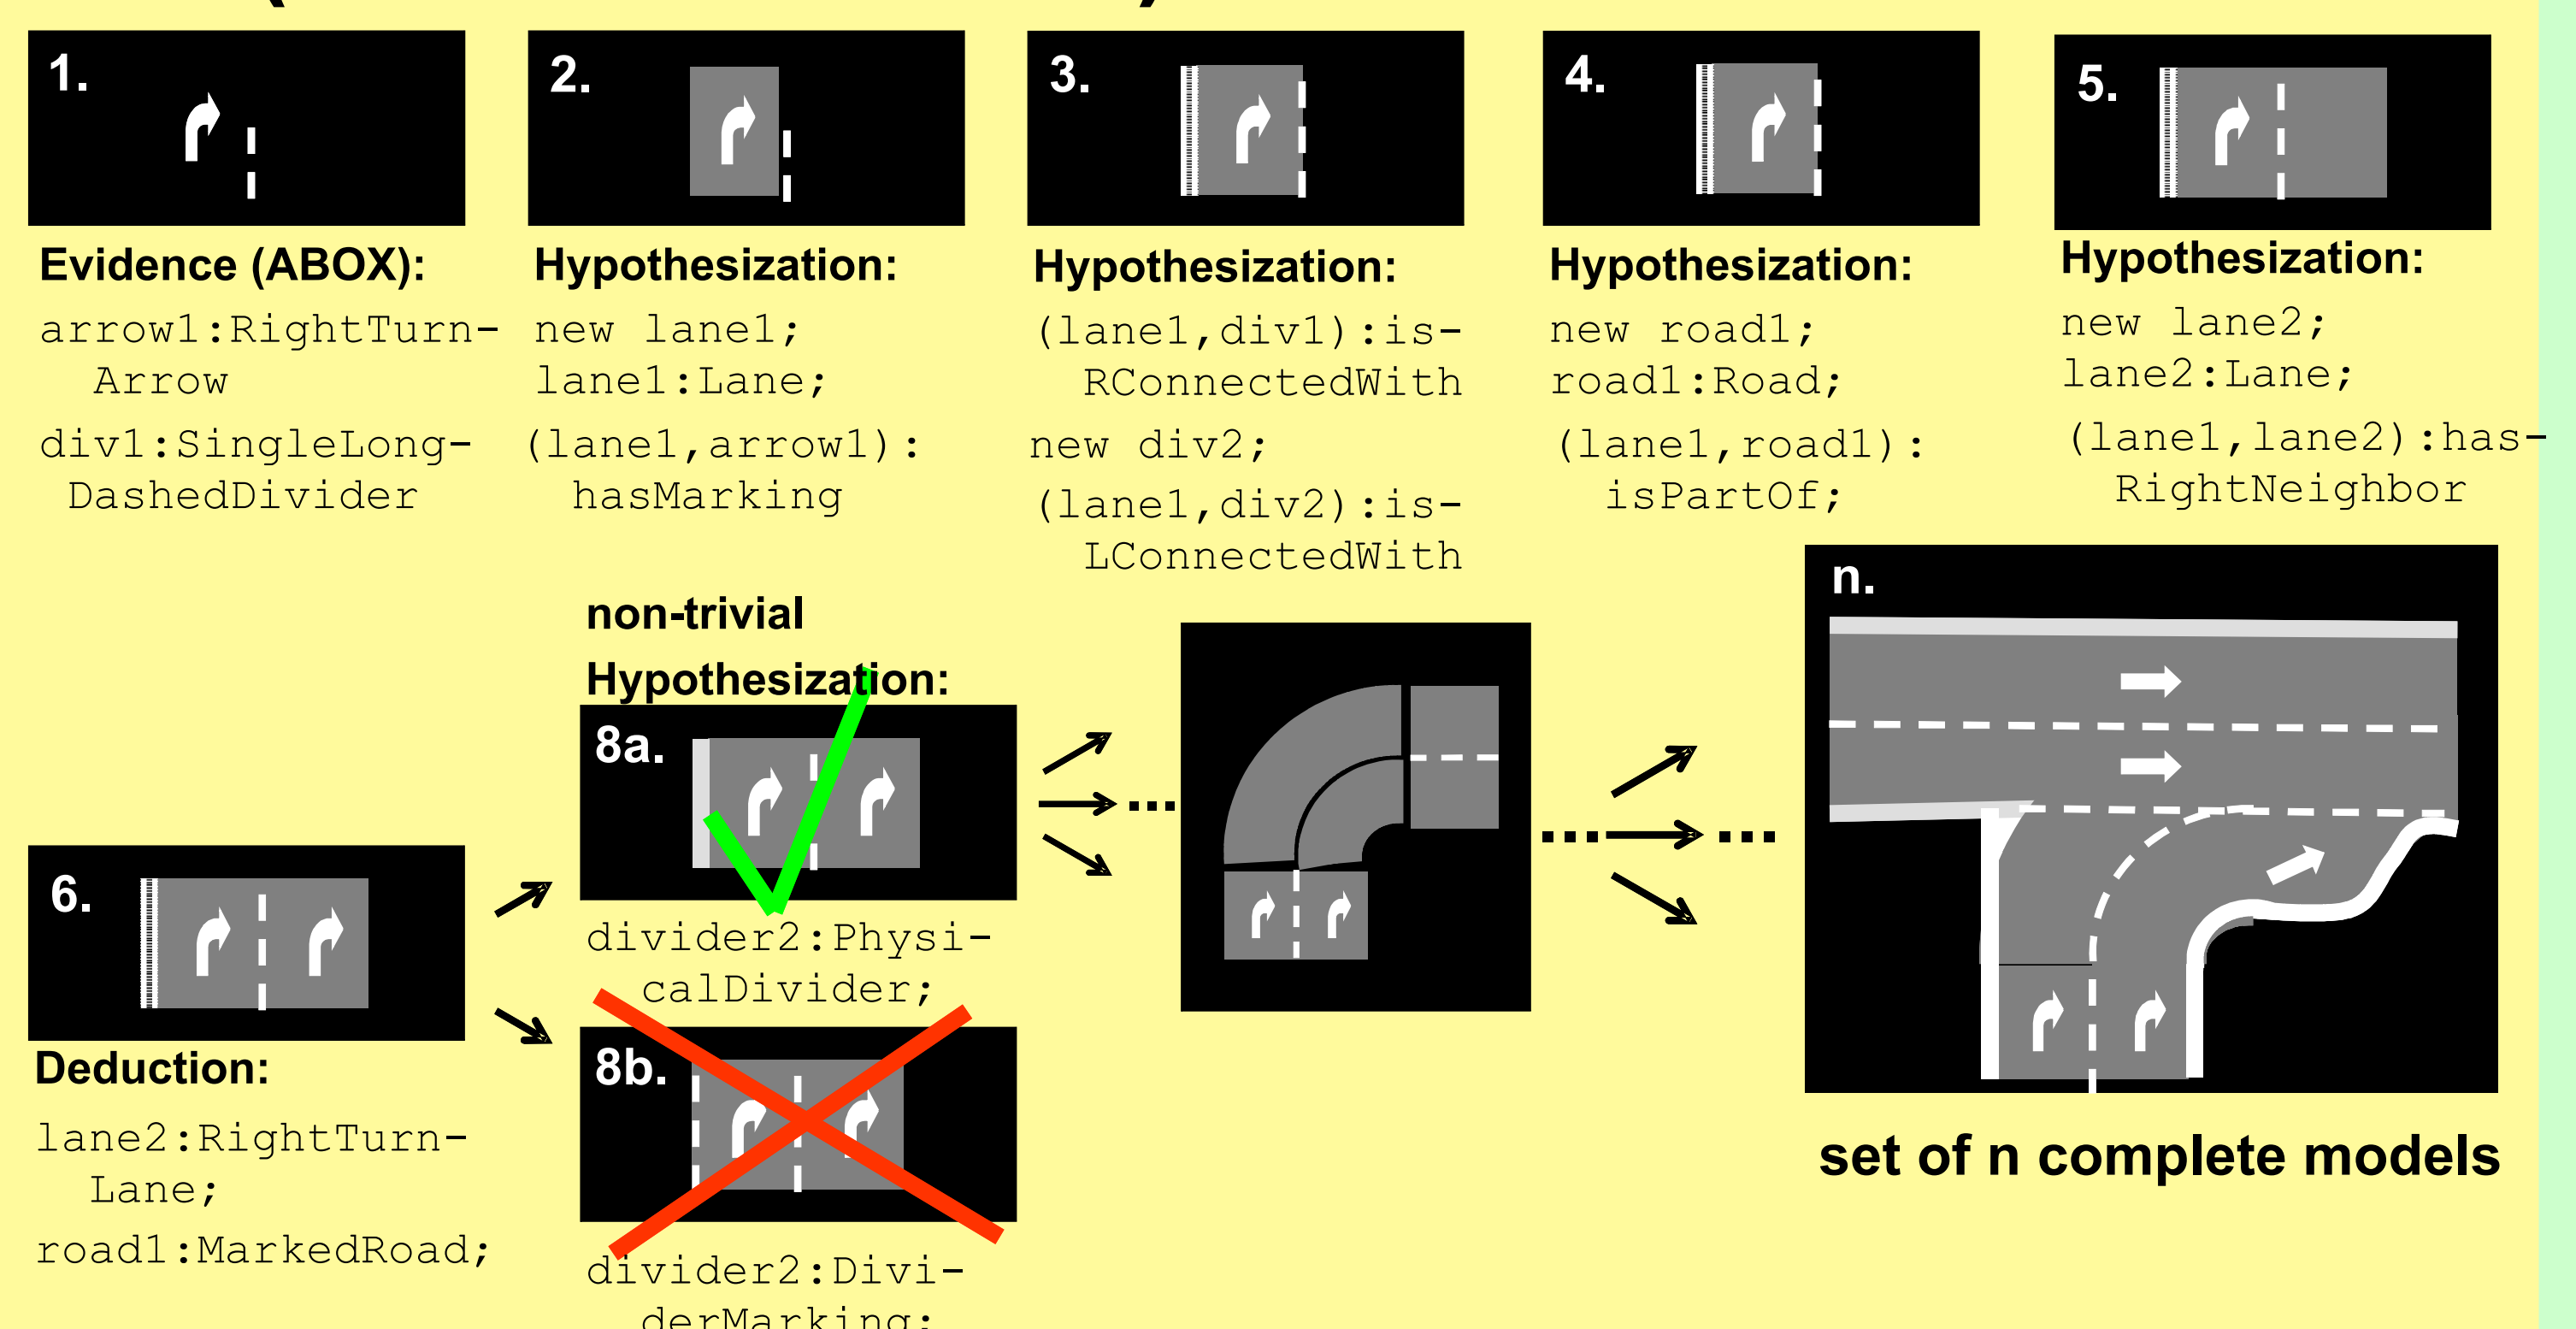 1.
Evidence (ABOX):
arrow1:RightTurn-
Arrow
div1:SingleLong-
DashedDivider
2.
Hypothesization:
new lane1;
lane1:Lane;
(lane1,arrow1):
hasMarking
3.
Hypothesization:
(lane1,div1):is-
RConnectedWith
new div2;
(lane1,div2):is-
LConnectedWith
4.
Hypothesization:
new road1;
road1:Road;
(lane1,road1):
isPartOf;
5.
Hypothesization:
new lane2;
lane2:Lane;
(lane1,lane2):has-
RightNeighbor
6.
Deduction:
lane2:RightTurn-
Lane;
road1:MarkedRoad;
non-trivial
Hypothesization:
8a.
divider2:Physi-
calDivider;
8b.
divider2:Divi-
derMarking;
...
... ...
n.
set of n complete models